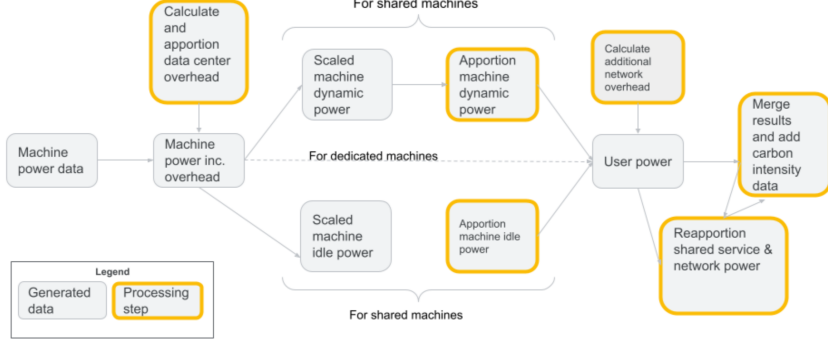 For shared machines
Calculate
and
apportion
data center
overhead
Scaled
machine
dynamic
power
Apportion
machine
dynamic
power
Calculate
additional
network
overhead
Merge
results
and add
carbon
intensity
data
Machine
power data
Machine
power inc.
overhead
For dedicated machines
User power
Scaled
machine
idle power
Apportion
machine idle
power
Reapportion
shared service &
network power
Legend
Generated
data
Processing
step
For shared machines